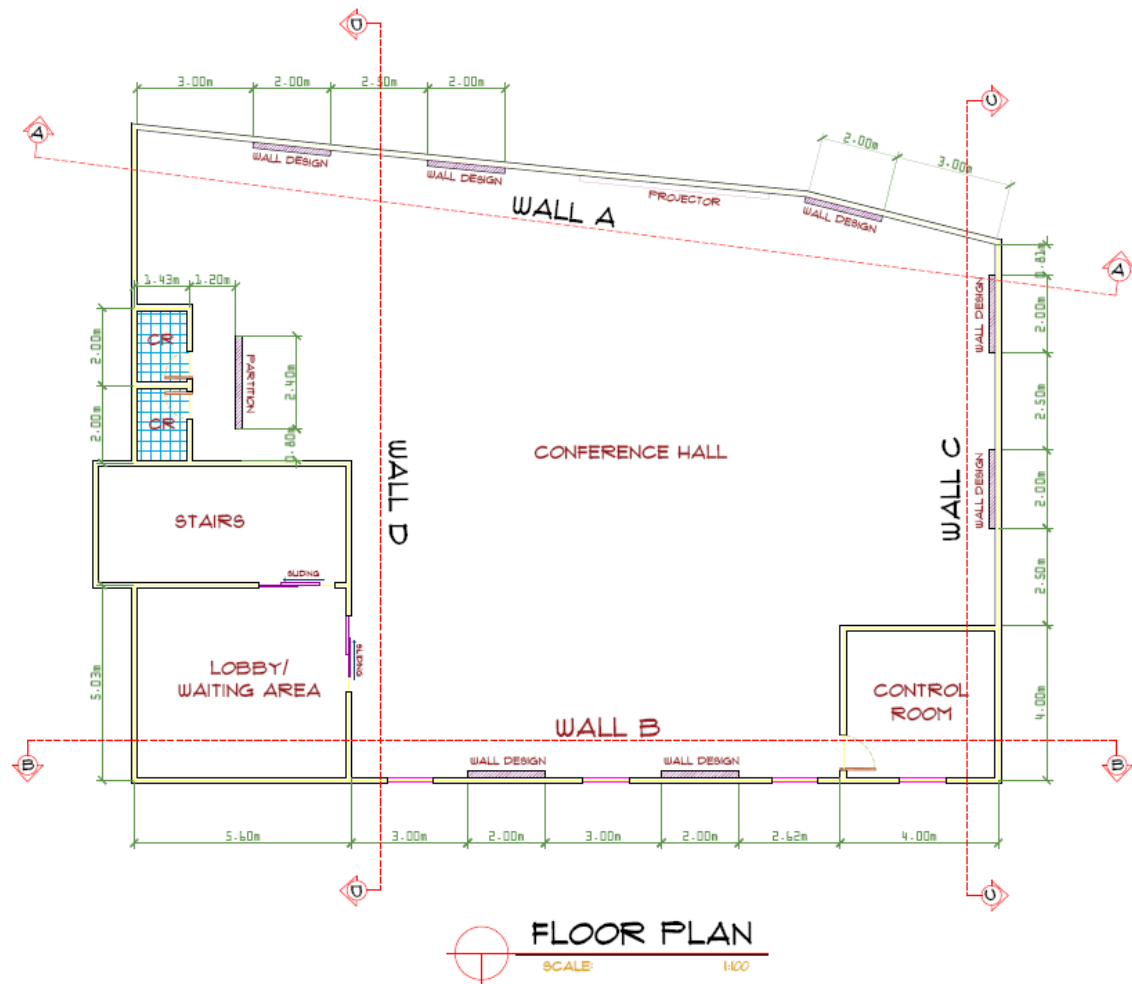 D
3.00m 2.00m 2.50m 2.00m
C
A
2.00m
3.00m
WALL DESIGN
WALL DESIGN
PROJECTOR
WALL DESIGN
WALL A
1.81m
A
1.43m 1.20m
WALL DESIGN
2.00m
CR
2.00m
PARTITION
2.40m
2.50m
CR
2.00m
1.80m
WALL D
CONFERENCE HALL
WALL C
WALL DESIGN
2.00m
STAIRS
SLIDING
2.50m
SLIDING
LOBBY/
WAITING AREA
5.03m
CONTROL
ROOM
4.00m
WALL B
B
WALL DESIGN
WALL DESIGN
B
5.60m 3.00m 2.00m 3.00m 2.00m 2.62m 4.00m
D
C
FLOOR PLAN
SCALE: 1:100